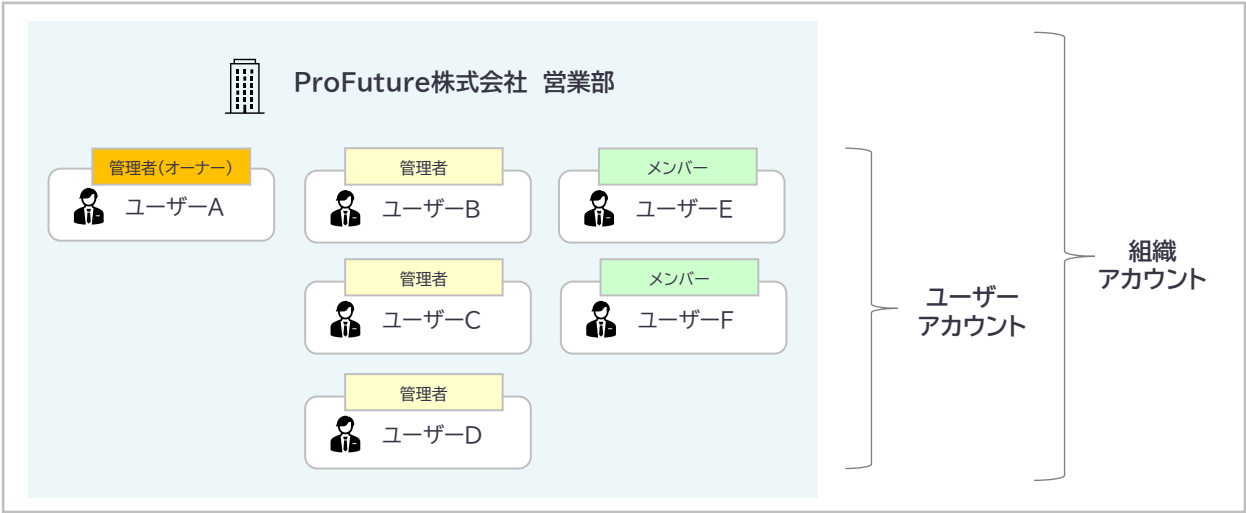 ProFuture株式会社 営業部
管理者(オーナー)
ユーザーA
管理者
ユーザーB
メンバー
ユーザーE
管理者
ユーザーC
メンバー
ユーザーF
管理者
ユーザーD
ユーザー
アカウント
組織
アカウント